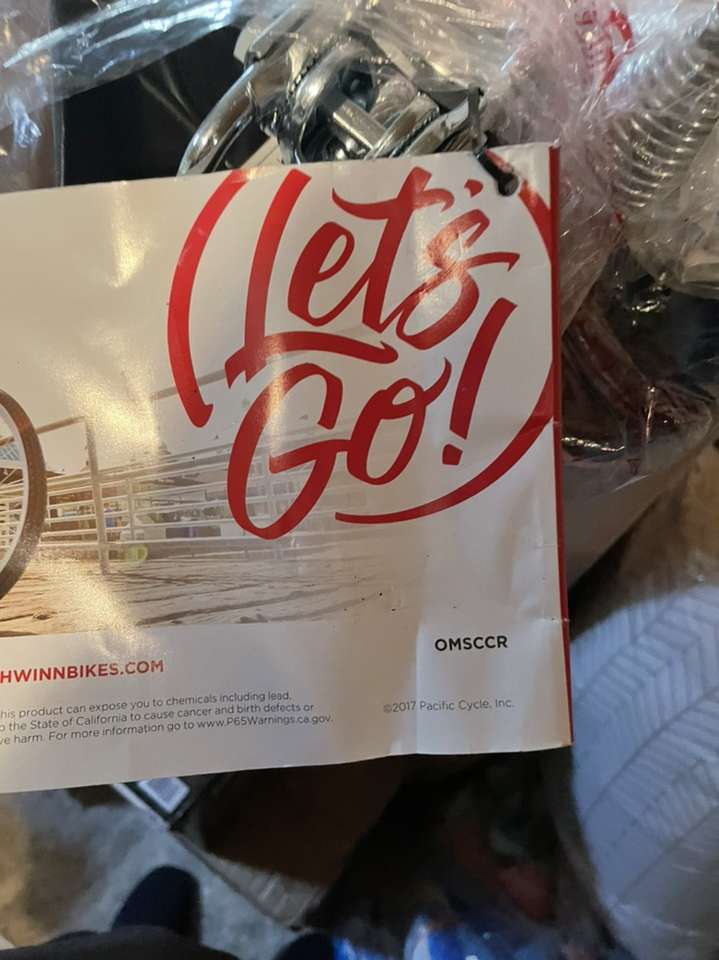 Let's
Go!
OMSCCR
HWINNBIKES.COM
his product can expose you to chemicals including lead,
o the State of California to cause cancer and birth defects or
ve harm. For more information go to www.P65Warnings.ca.gov.
©2017 Pacific Cycle, Inc.